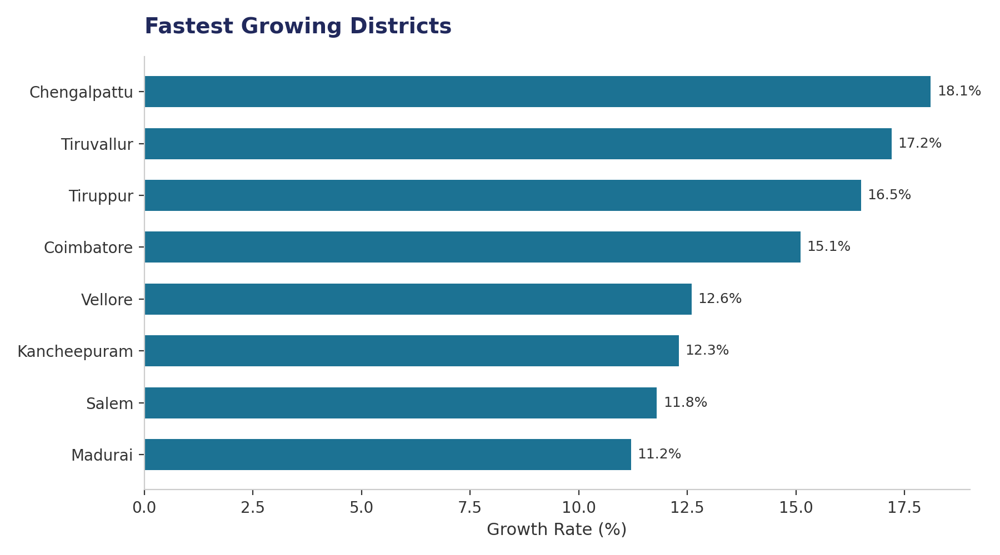 Fastest Growing Districts
Chengalpattu 18.1%
Tiruvallur 17.2%
Tiruppur 16.5%
Coimbatore 15.1%
Vellore 12.6%
Kancheepuram 12.3%
Salem 11.8%
Madurai 11.2%
0.0 2.5 5.0 7.5 10.0 12.5 15.0 17.5
Growth Rate (%)